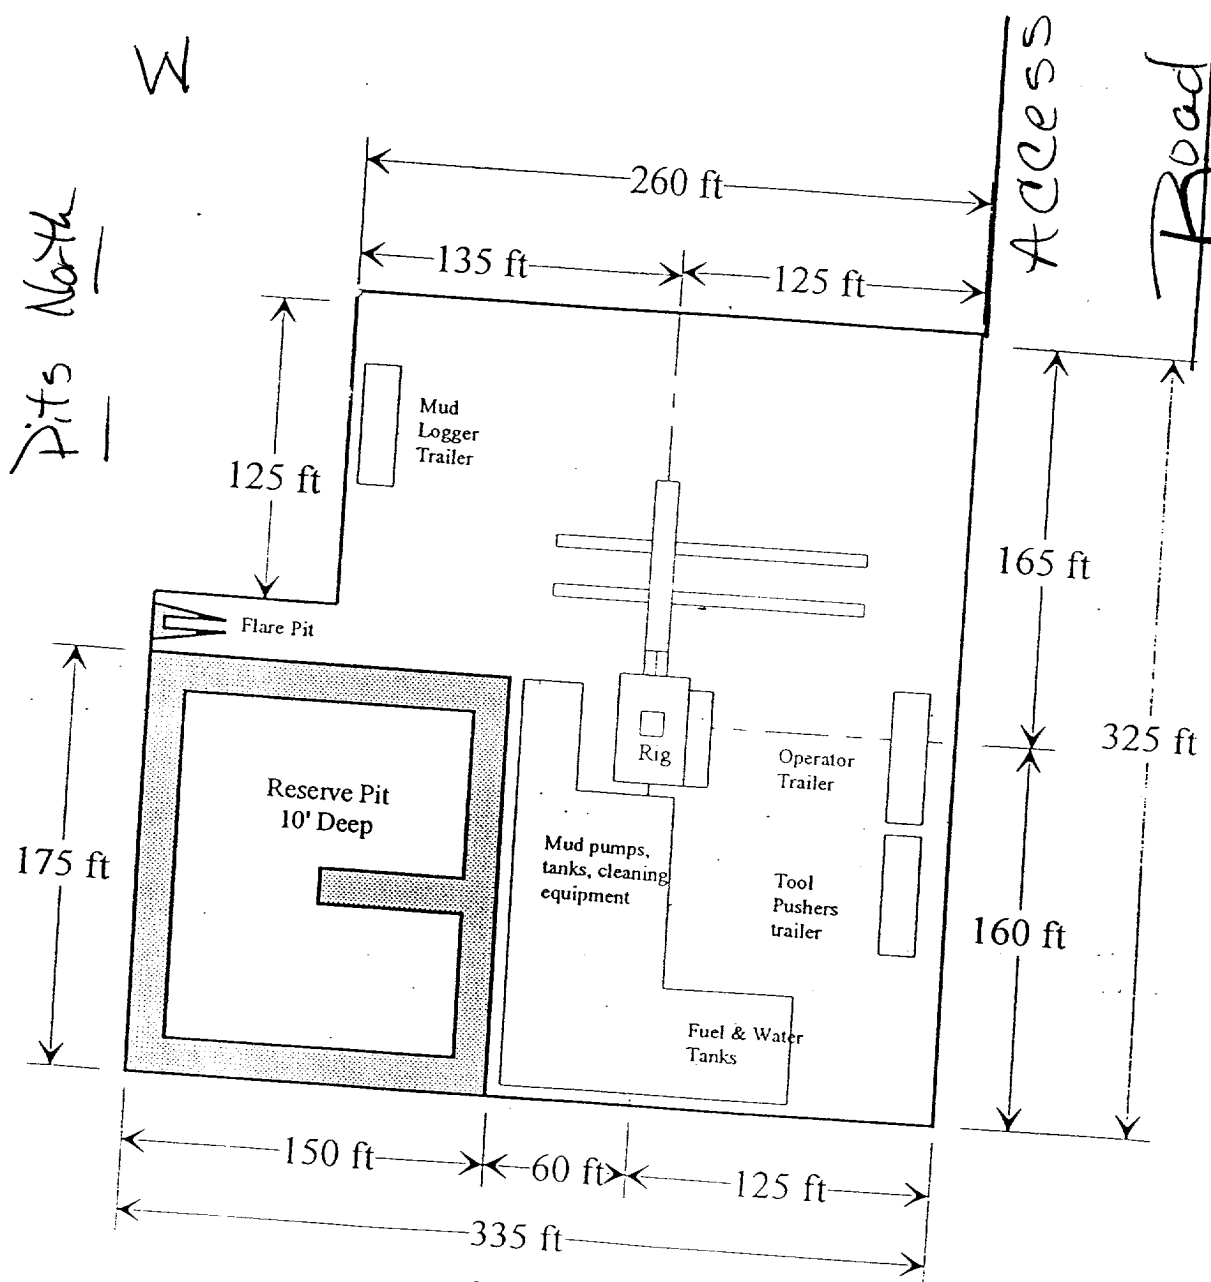 W
Access
Road
Pits North
260 ft
135 ft
125 ft
125 ft
Mud
Logger
Trailer
165 ft
Flare Pit
325 ft
Rig
Operator
Trailer
Reserve Pit
10' Deep
175 ft
Mud pumps,
tanks, cleaning
equipment
Tool
Pushers
trailer
160 ft
Fuel & Water
Tanks
150 ft
60 ft
125 ft
335 ft